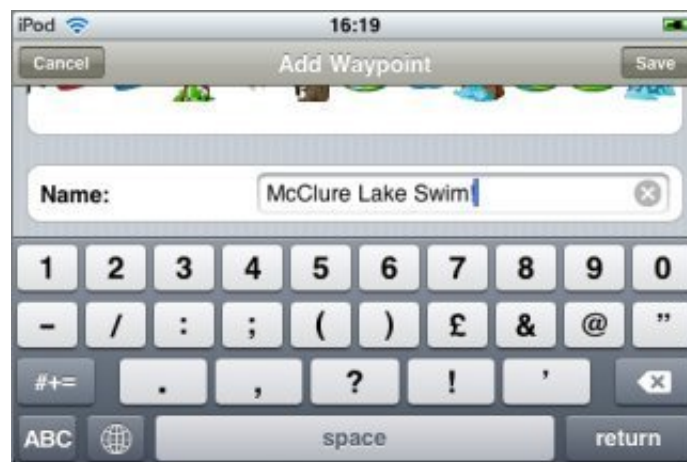 iPod 16:19
Cancel Add Waypoint Save
Name: McClure Lake Swim!
1 2 3 4 5 6 7 8 9 0
- / : ; ( ) £ & @ ”
#+= . , ? ! ’
ABC space return